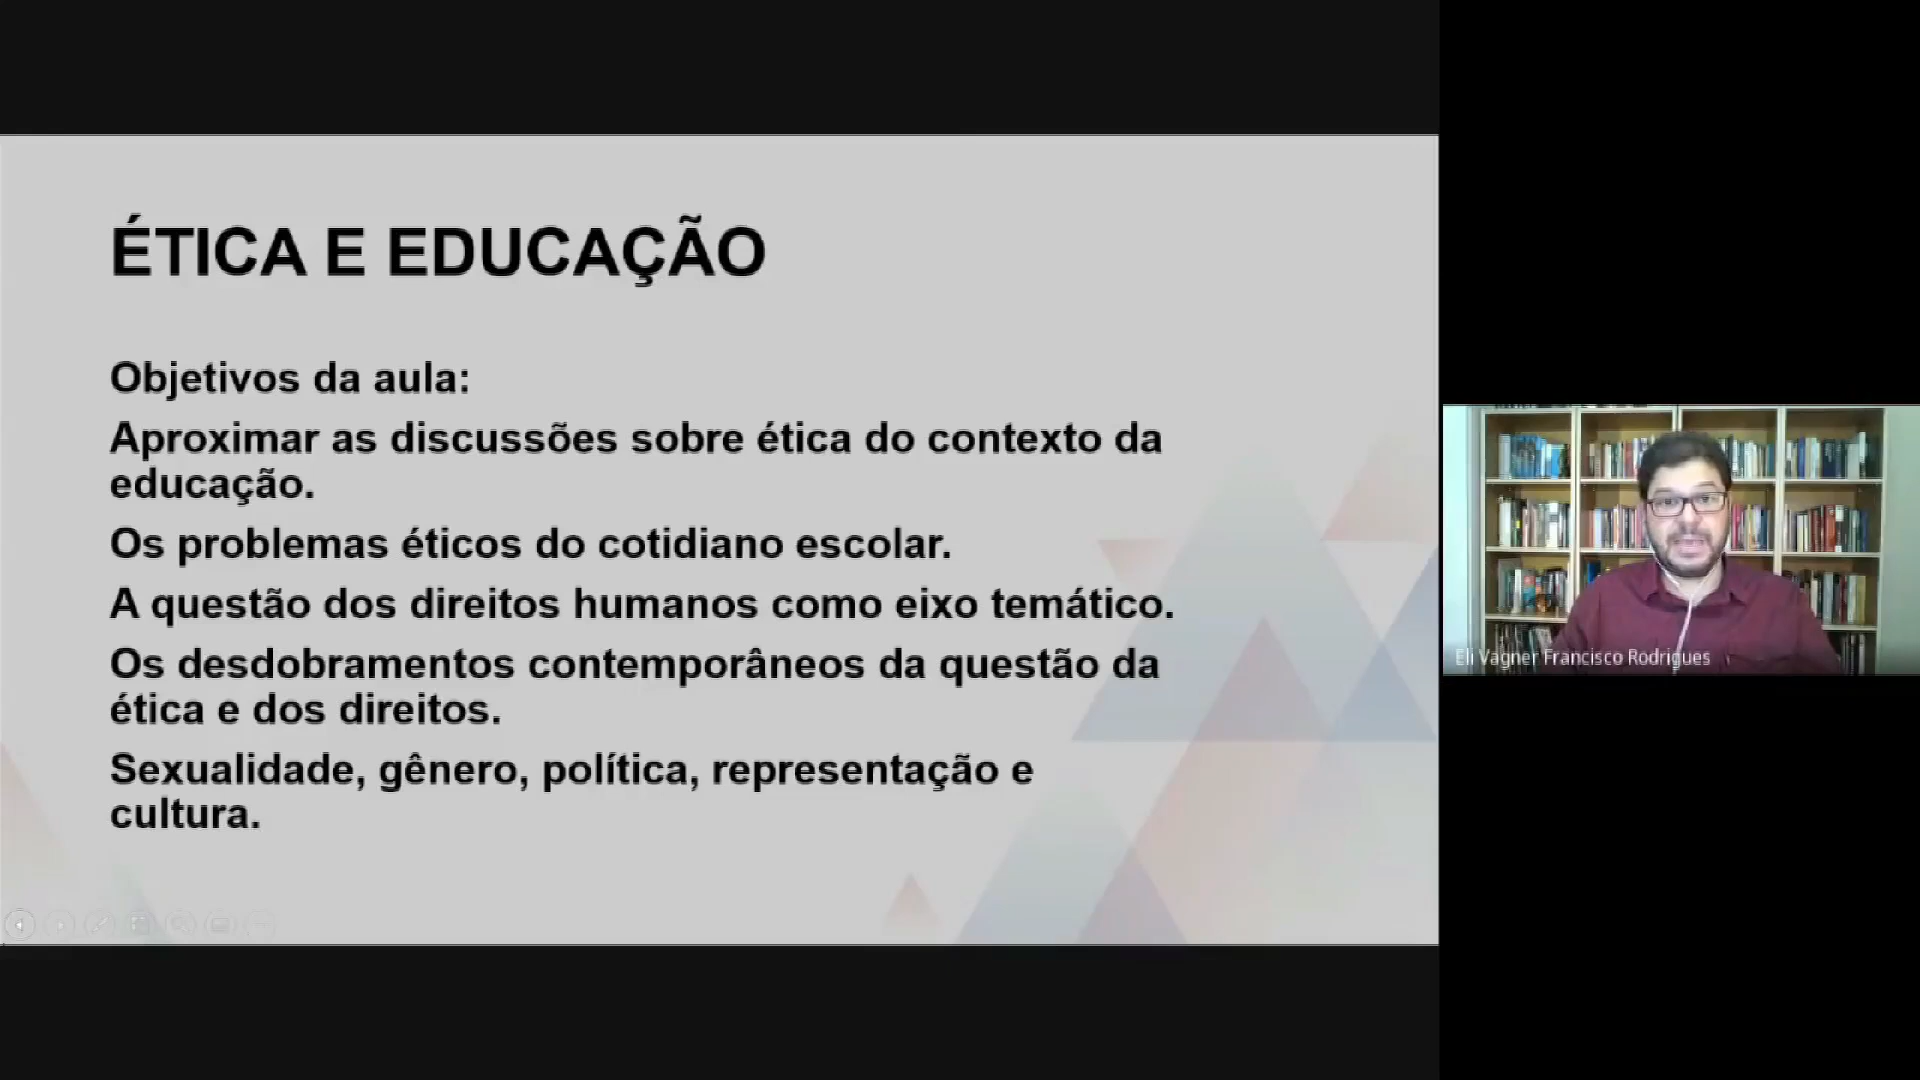 ÉTICA E EDUCAÇÃO
Objetivos da aula:
Aproximar as discussões sobre ética do contexto da
educação.
Os problemas éticos do cotidiano escolar.
A questão dos direitos humanos como eixo temático.
Os desdobramentos contemporâneos da questão da
ética e dos direitos.
Sexualidade, gênero, política, representação e
cultura.
Eli Vagner Francisco Rodrigues